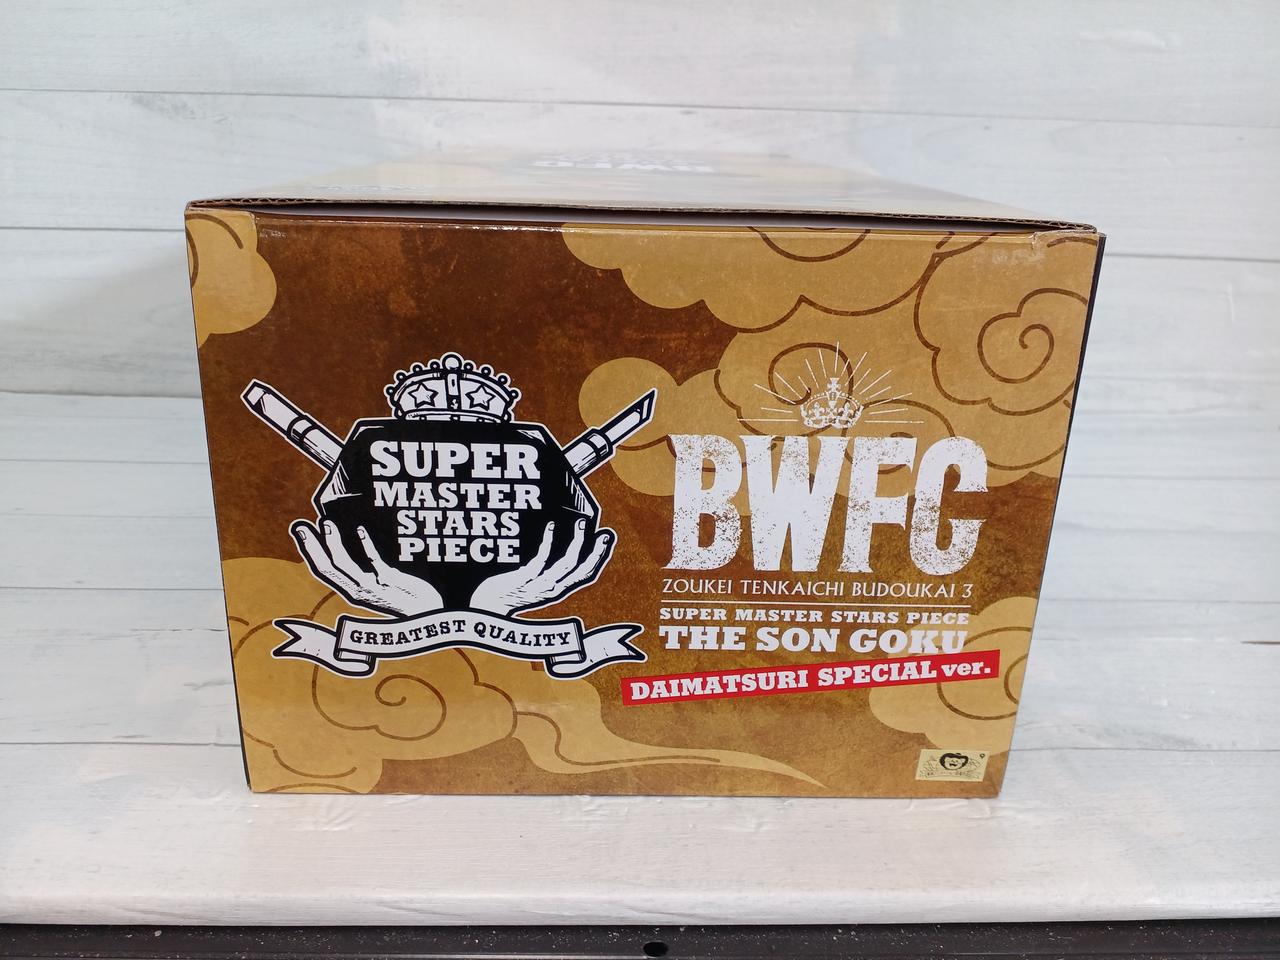 SUPER
MASTER
STARS
PIECE
GREATEST QUALITY
BWFC
ZOUKEI TENKAICHI BUDOUKAI 3
SUPER MASTER STARS PIECE
THE SON GOKU
DAIMATSURI SPECIAL ver.